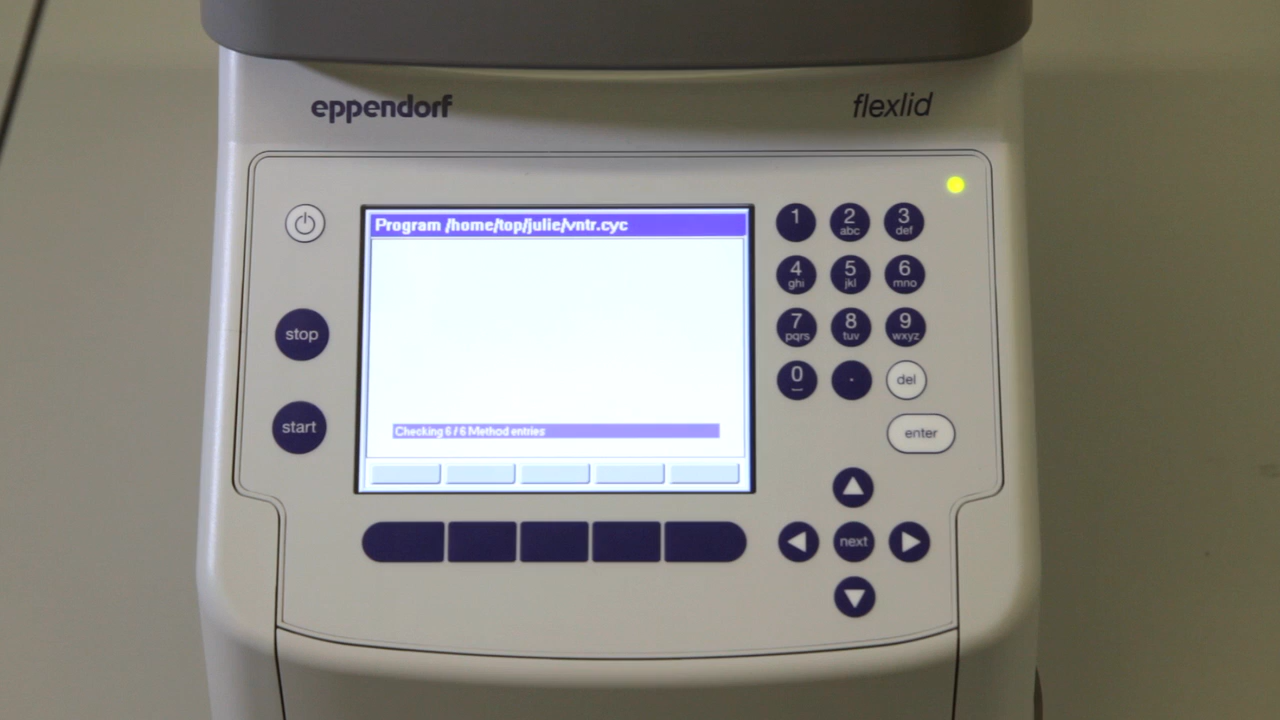 eppendorf
flexlid
Program /home/top/julie/vntr.cyc
Checking 6 / 6 Method entries
stop
start
1
2
abc
3
def
4
ghi
5
jkl
6
mno
7
pqrs
8
tuv
9
wxyz
0
.
del
enter
next